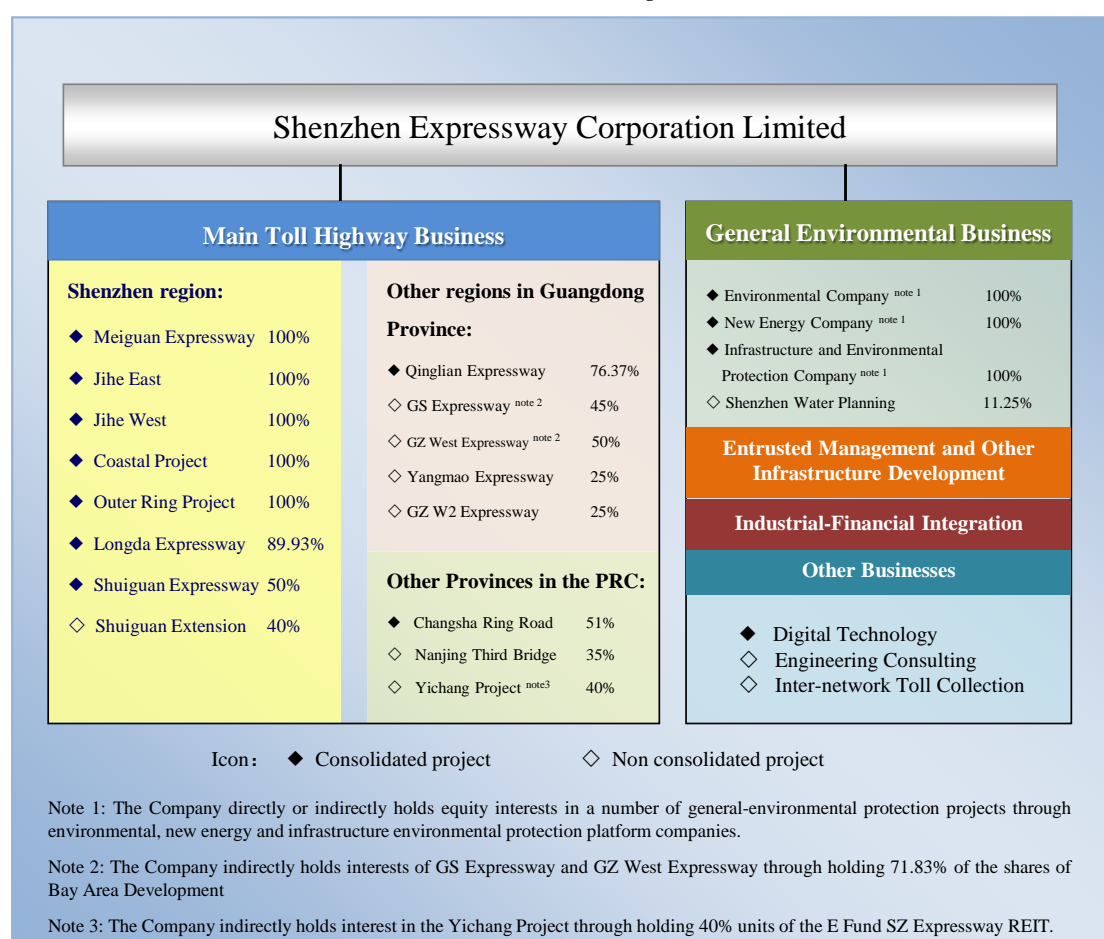 Shenzhen Expressway Corporation Limited
Main Toll Highway Business
Shenzhen region:
◆ Meiguan Expressway 100%
◆ Jihe East 100%
◆ Jihe West 100%
◆ Coastal Project 100%
◆ Outer Ring Project 100%
◆ Longda Expressway 89.93%
◆ Shuiguan Expressway 50%
◇ Shuiguan Extension 40%
Other regions in Guangdong
Province:
◆ Qinglian Expressway 76.37%
◇ GS Expressway note 2 45%
◇ GZ West Expressway note 2 50%
◇ Yangmao Expressway 25%
◇ GZ W2 Expressway 25%
Other Provinces in the PRC:
◆ Changsha Ring Road 51%
◇ Nanjing Third Bridge 35%
◇ Yichang Project note3 40%
General Environmental Business
◆ Environmental Company note 1 100%
◆ New Energy Company note 1 100%
◆ Infrastructure and Environmental
Protection Company note 1 100%
◇ Shenzhen Water Planning 11.25%
Entrusted Management and Other
Infrastructure Development
Industrial-Financial Integration
Other Businesses
◆ Digital Technology
◇ Engineering Consulting
◇ Inter-network Toll Collection
Icon： ◆ Consolidated project ◇ Non consolidated project
Note 1: The Company directly or indirectly holds equity interests in a number of general-environmental protection projects through
environmental, new energy and infrastructure environmental protection platform companies.
Note 2: The Company indirectly holds interests of GS Expressway and GZ West Expressway through holding 71.83% of the shares of
Bay Area Development
Note 3: The Company indirectly holds interest in the Yichang Project through holding 40% units of the E Fund SZ Expressway REIT.